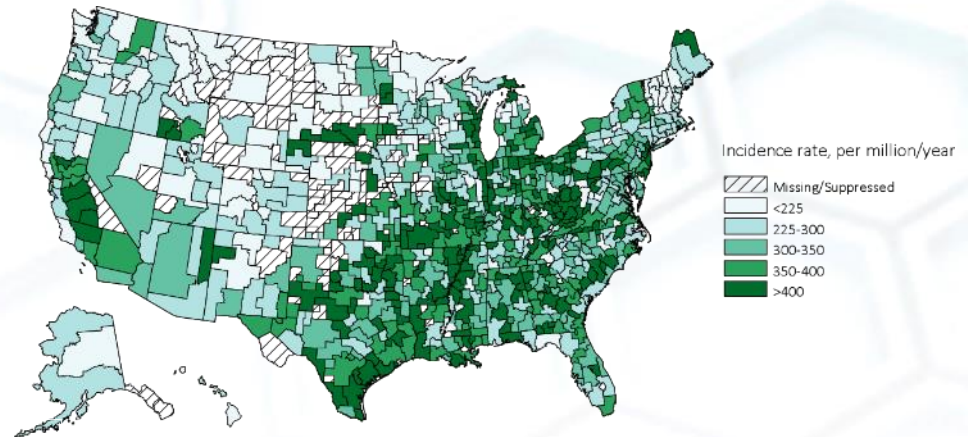 Incidence rate, per million/year
Missing/Suppressed
<225
225-300
300-350
350-400
>400